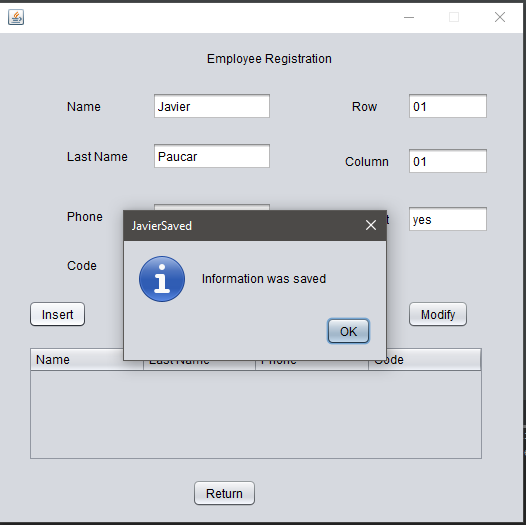 Employee Registration
Name Javier Row 01
Last Name Paucar Column 01
Phone yes
JavierSaved
Code Information was saved
OK
Insert Modify
Name Last Name Phone Code
Return